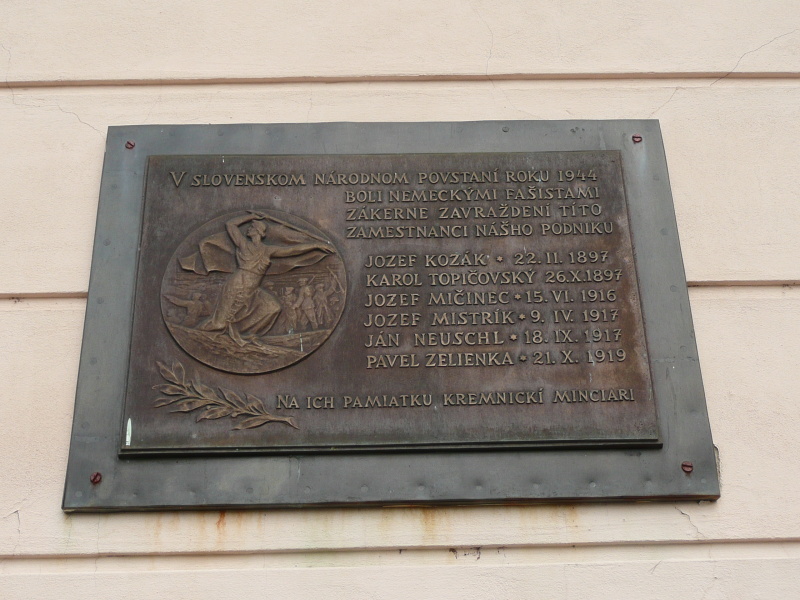 V SLOVENSKOM NÁRODNOM POVSTANÍ ROKU 1944
BOLI NEMECKÝMI FAŠISTAMI
ZÁKERNE ZAVRAŽDENÍ TÍTO
ZAMESTNANCI NÁŠHO PODNIKU
JOZEF KOZÁK * 22. II. 1897
KAROL TOPIČOVSKÝ 26.X.1897
JOZEF MIČINEC * 15. VI. 1916
JOZEF MISTRÍK * 9. IV. 1917
JÁN NEUSCHL * 18. IX. 1917
PAVEL ZELIENKA * 21. X. 1919
NA ICH PAMIATKU KREMNICKÍ MINCIARI